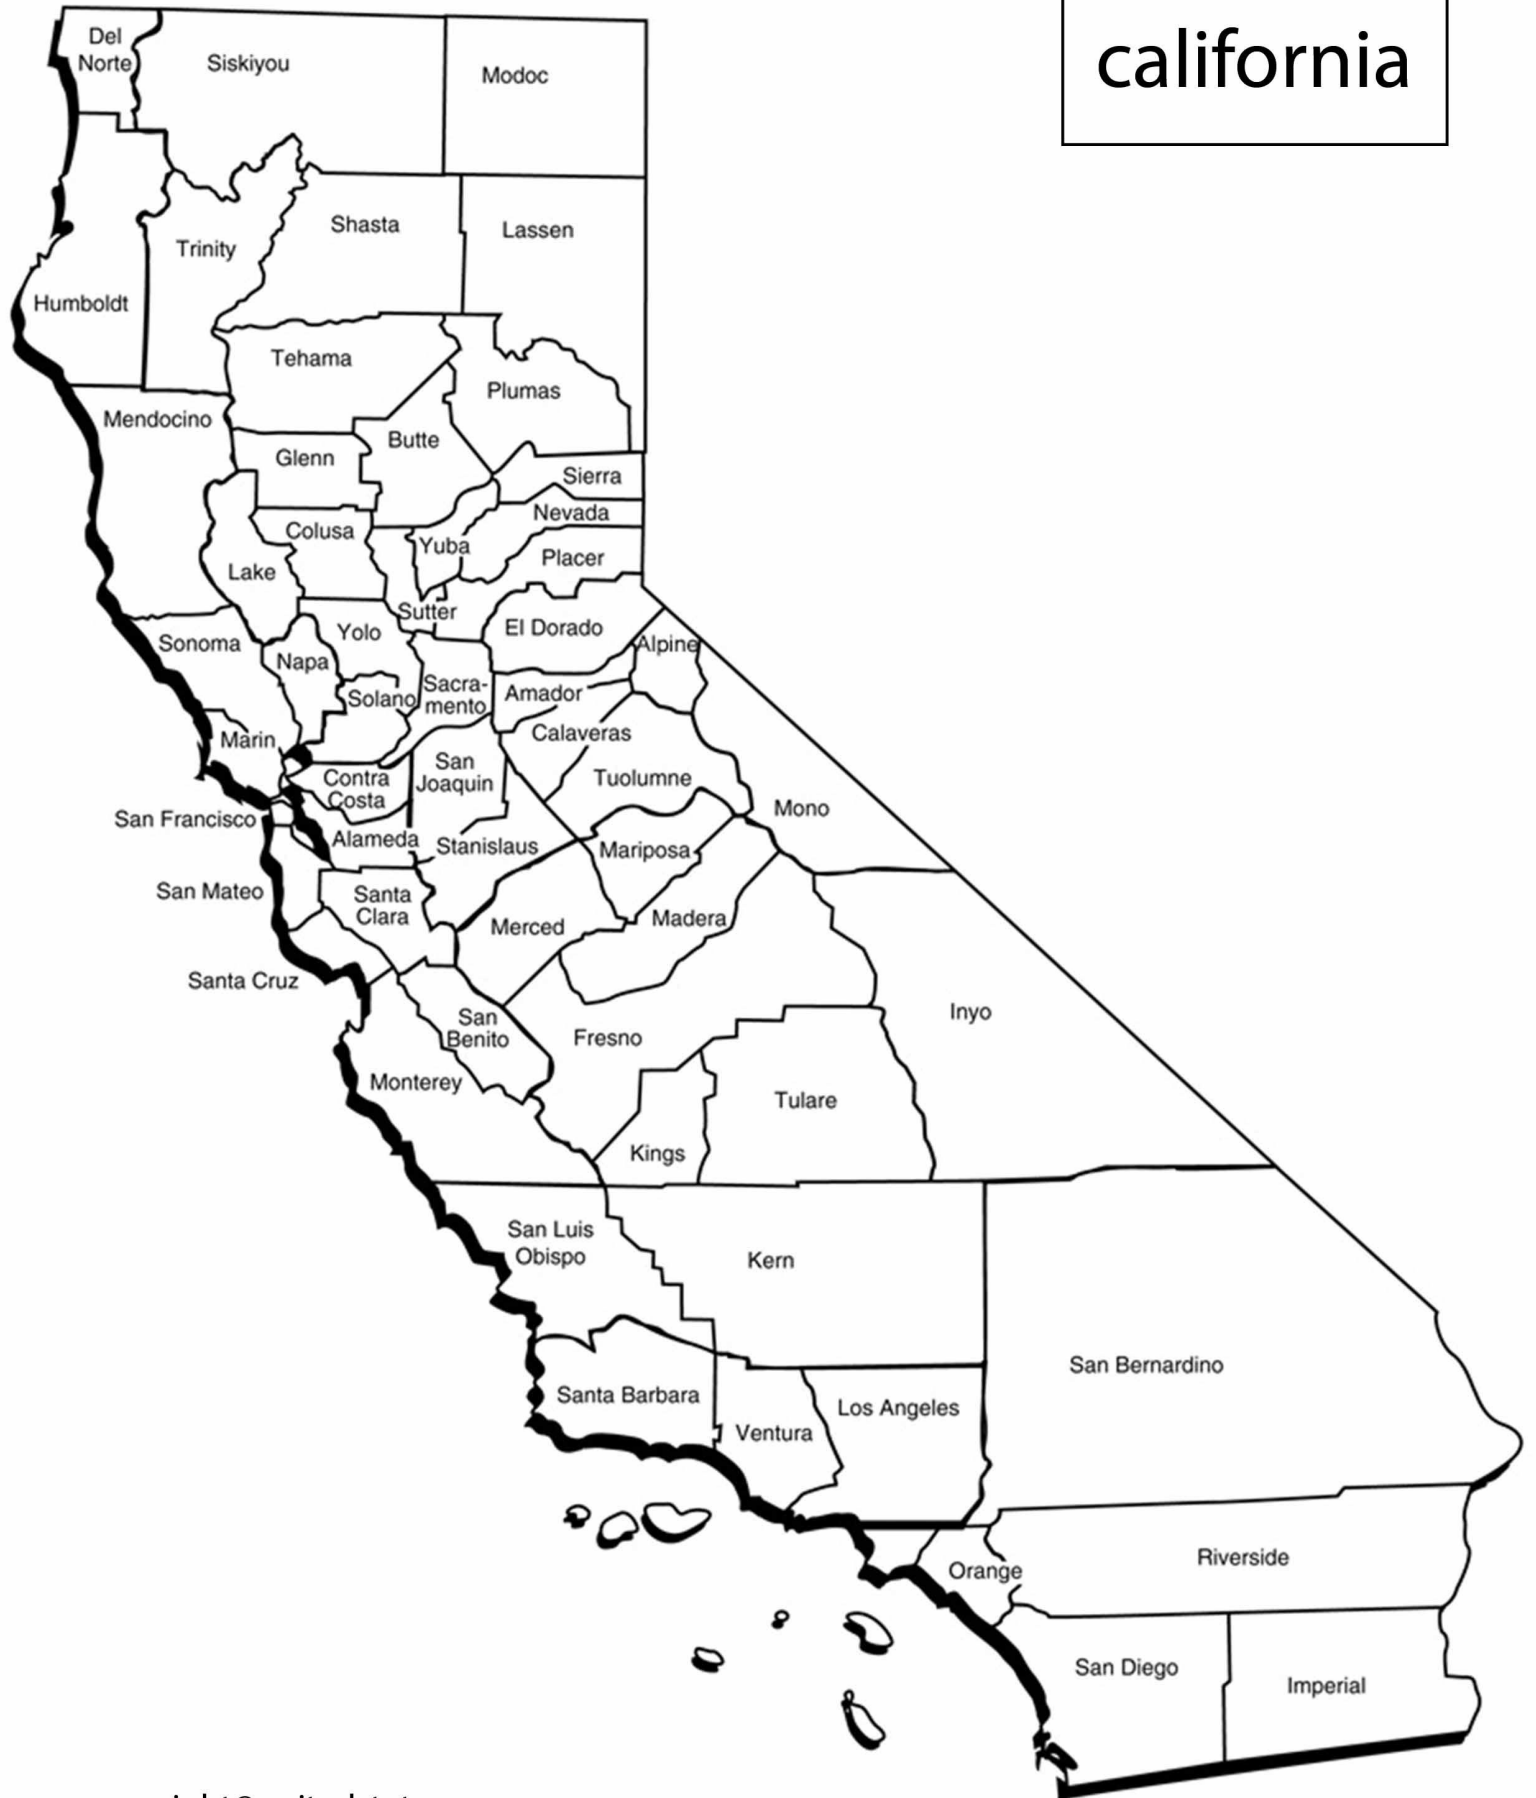 california
Del
Norte
Siskiyou
Modoc
Shasta
Lassen
Trinity
Humboldt
Tehama
Plumas
Mendocino
Butte
Glenn
Sierra
Nevada
Colusa
Yuba
Placer
Lake
Sutter
El Dorado
Yolo
Sonoma
Alpine
Napa
Sacra-
mento
Solano
Amador
Calaveras
Marin
San
Joaquin
Contra
Costa
Tuolumne
Mono
San Francisco
Alameda
Stanislaus
Mariposa
San Mateo
Santa
Clara
Merced
Madera
Santa Cruz
Inyo
San
Benito
Fresno
Monterey
Tulare
Kings
San Luis
Obispo
Kern
San Bernardino
Santa Barbara
Los Angeles
Ventura
Riverside
Orange
San Diego
Imperial